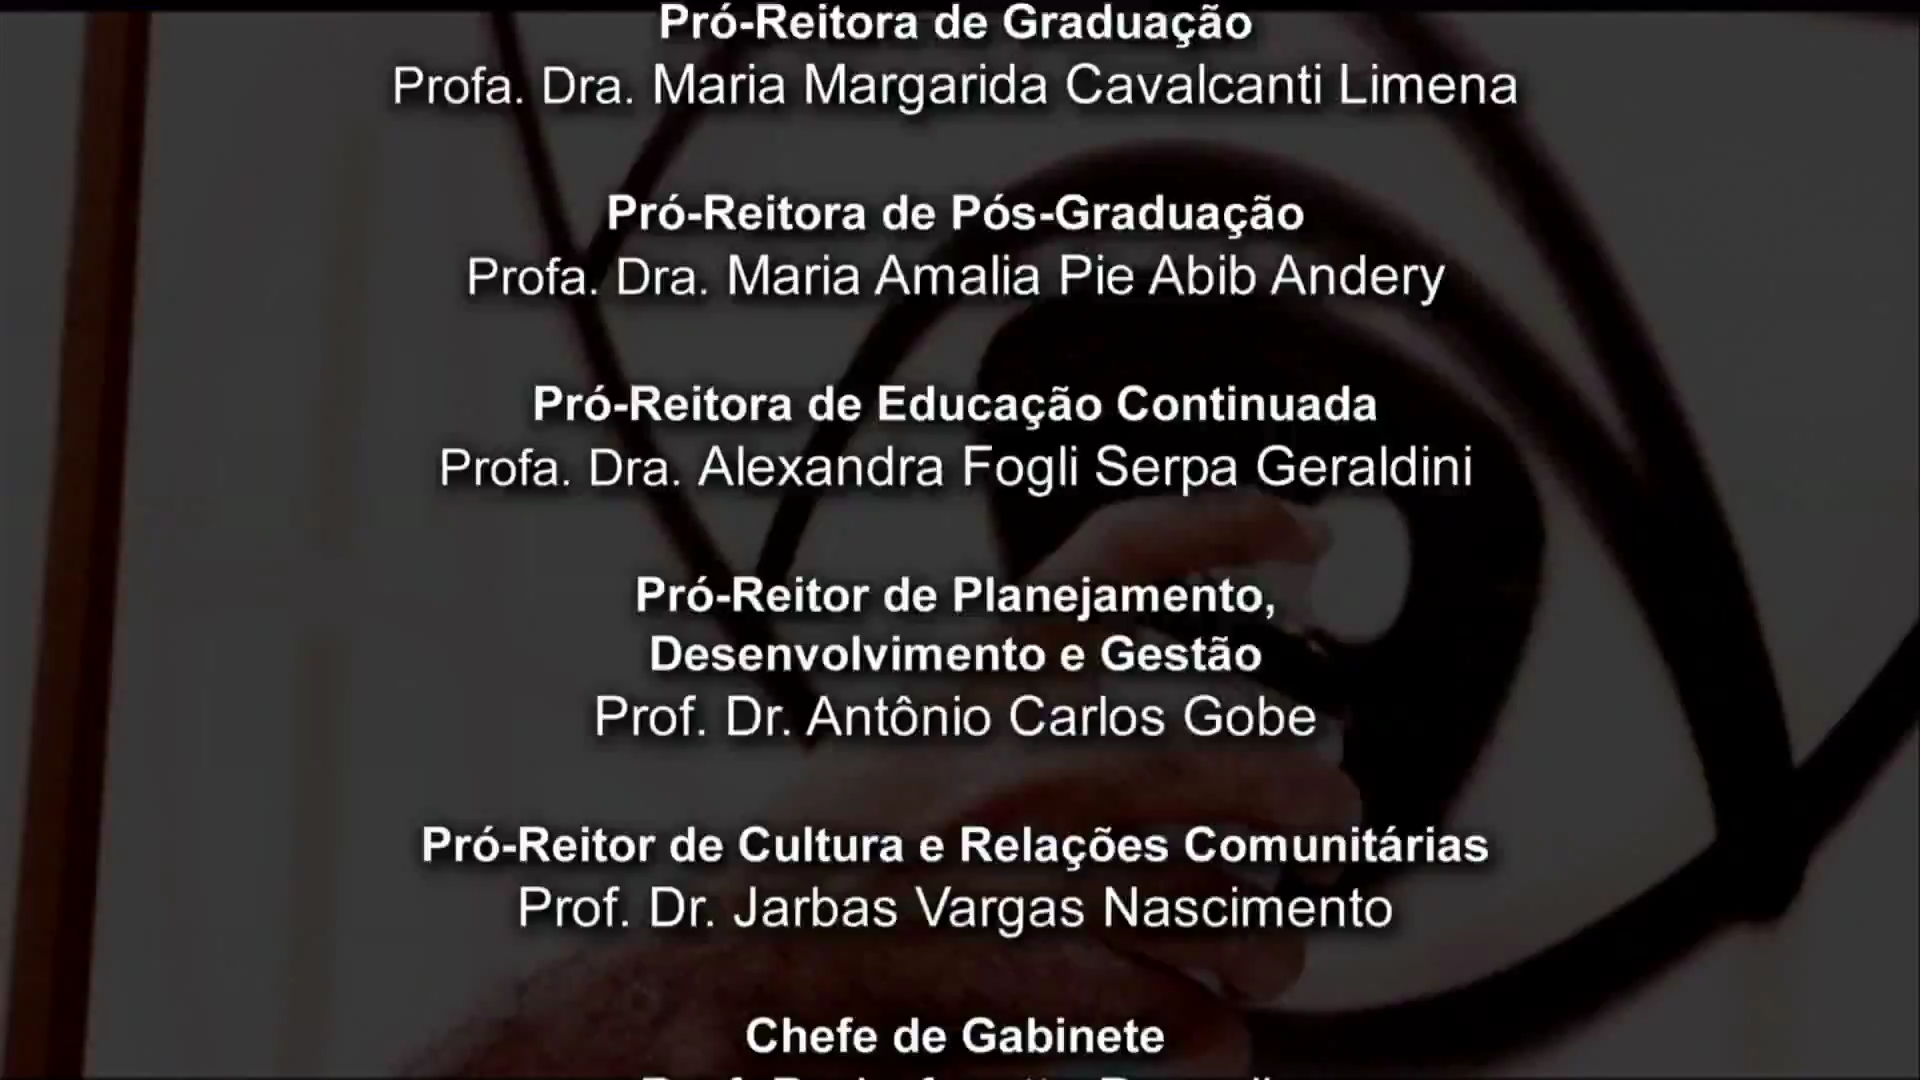 Pró-Reitora de Graduação
Profa. Dra. Maria Margarida Cavalcanti Limena
Pró-Reitora de Pós-Graduação
Profa. Dra. Maria Amalia Pie Abib Andery
Pró-Reitora de Educação Continuada
Profa. Dra. Alexandra Fogli Serpa Geraldini
Pró-Reitor de Planejamento,
Desenvolvimento e Gestão
Prof. Dr. Antônio Carlos Gobe
Pró-Reitor de Cultura e Relações Comunitárias
Prof. Dr. Jarbas Vargas Nascimento
Chefe de Gabinete